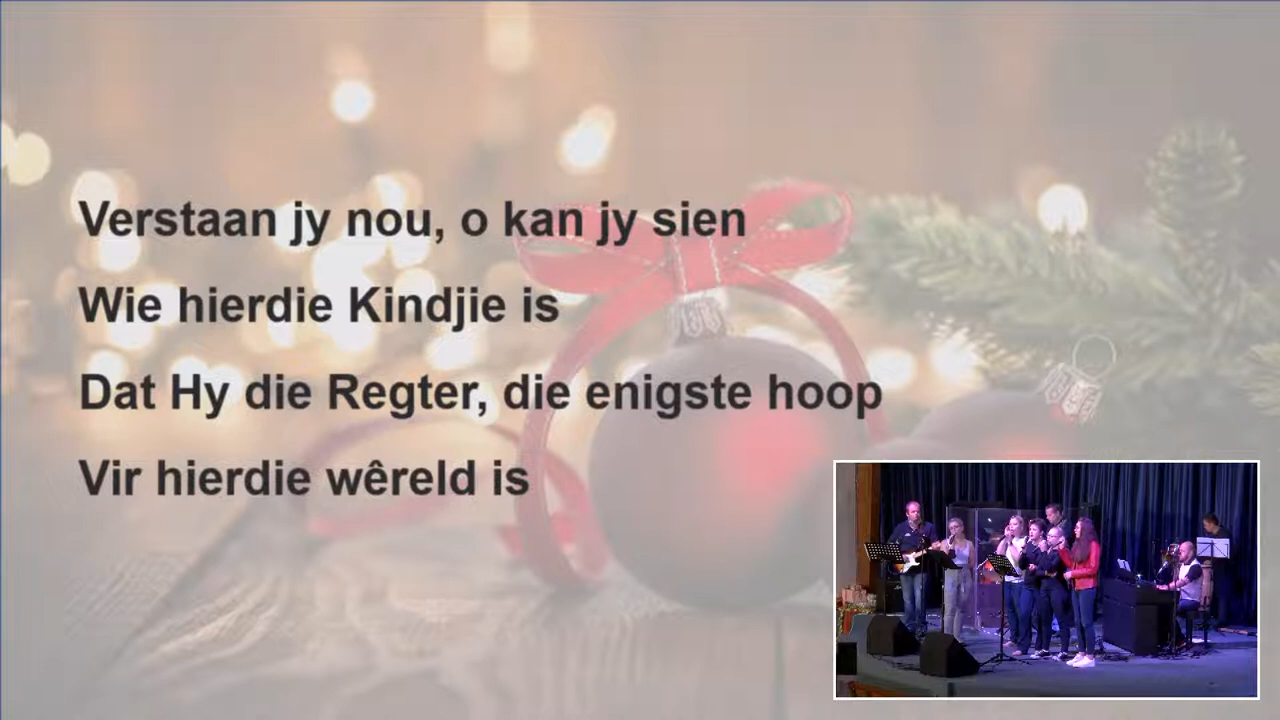 Verstaan jy nou, o kan jy sien
Wie hierdie Kindjie is
Dat Hy die Regter, die enigste hoop
Vir hierdie wêreld is